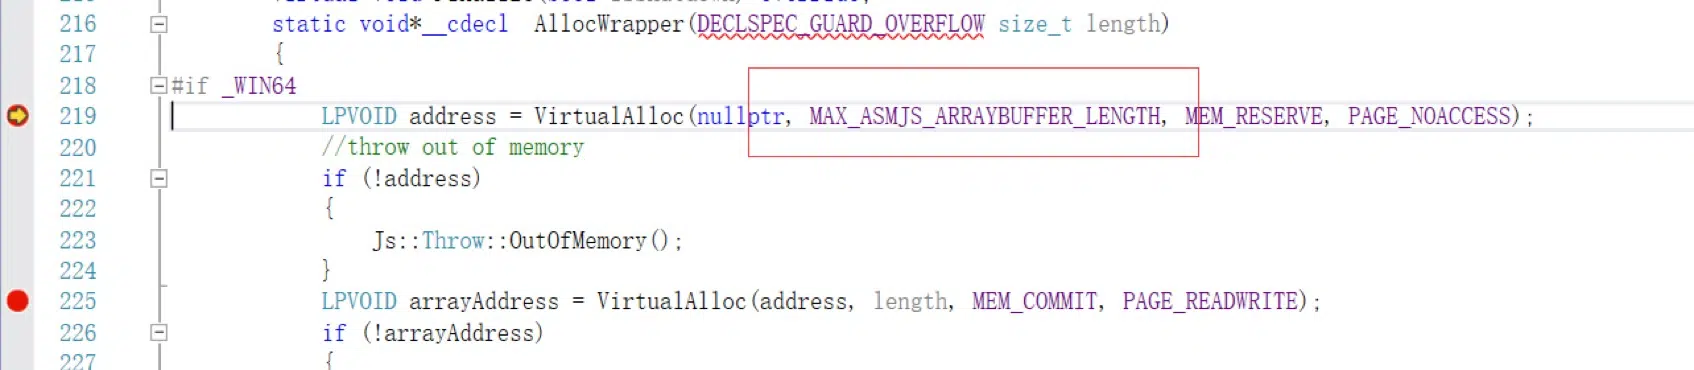 216 static void*__cdecl  AllocWrapper(DECLSPEC_GUARD_OVERFLOW size_t length)
217 {
218 #if _WIN64
219 LPVOID address = VirtualAlloc(nullptr, MAX_ASMJS_ARRAYBUFFER_LENGTH, MEM_RESERVE, PAGE_NOACCESS);
220 //throw out of memory
221 if (!address)
222 {
223 Js::Throw::OutOfMemory();
224 }
225 LPVOID arrayAddress = VirtualAlloc(address, length, MEM_COMMIT, PAGE_READWRITE);
226 if (!arrayAddress)
227 {